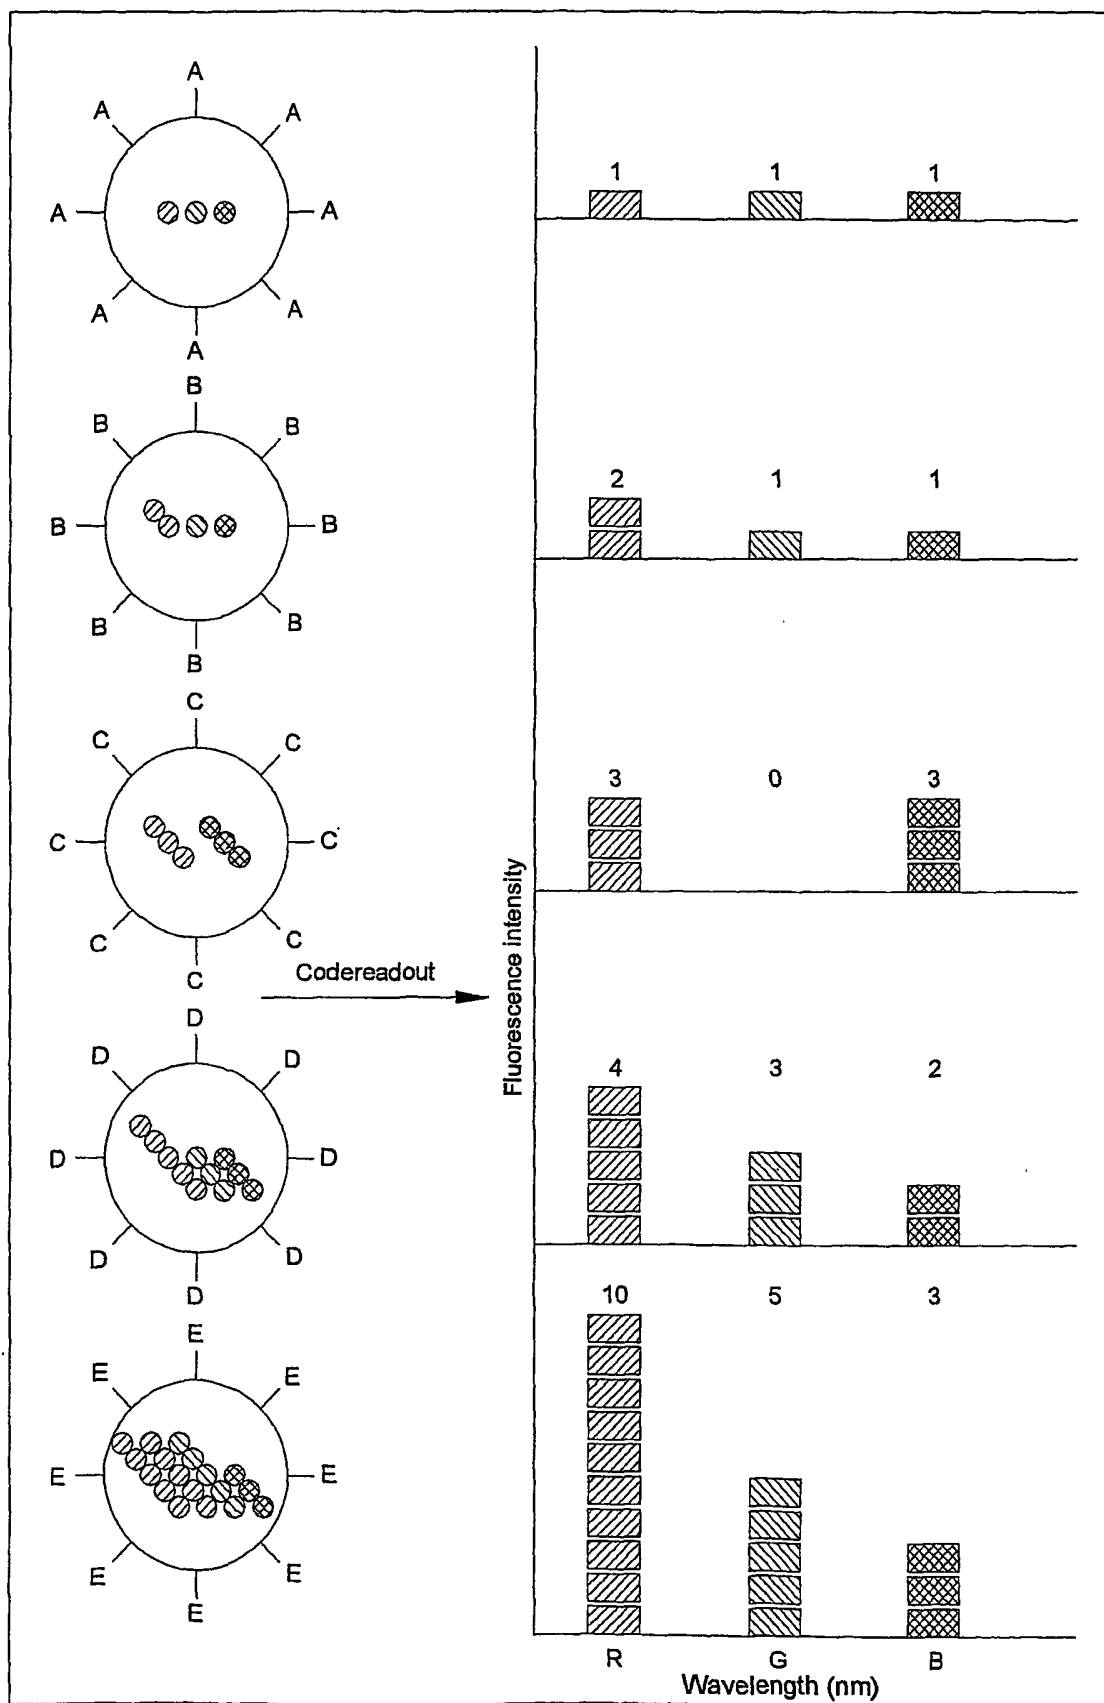 A
A A
A A
A A
A
B
B B
B B
B B
B
C
C C
C C
C C
C
D
D D
D D
D D
D
E
E E
E E
E E
E
Codereadout
Fluorescence intensity
1 1 1
2 1 1
3 0 3
4 3 2
10 5 3
R G B
Wavelength (nm)